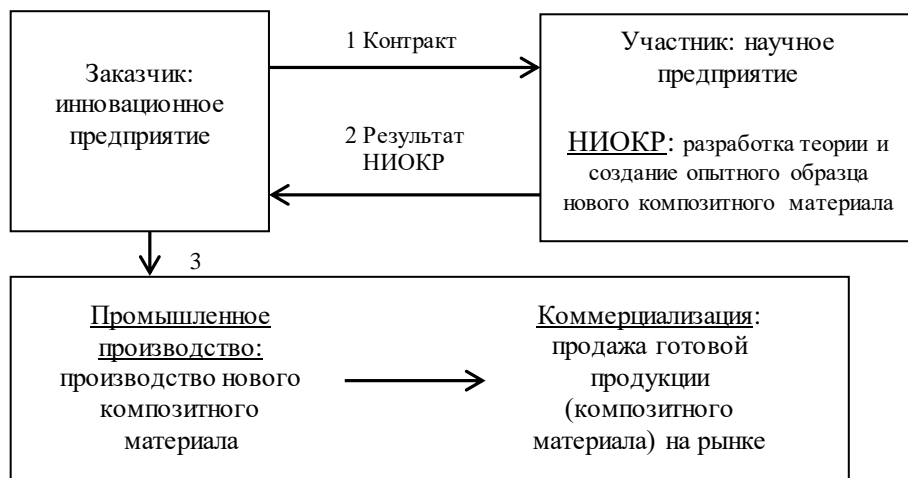 Заказчик:
инновационное
предприятие
1 Контракт
2 Результат
НИОКР
Участник: научное
предприятие
НИОКР: разработка теории и
создание опытного образца
нового композитного материала
3
Промышленное
производство:
производство нового
композитного
материала
Коммерциализация:
продажа готовой
продукции
(композитного
материала) на рынке